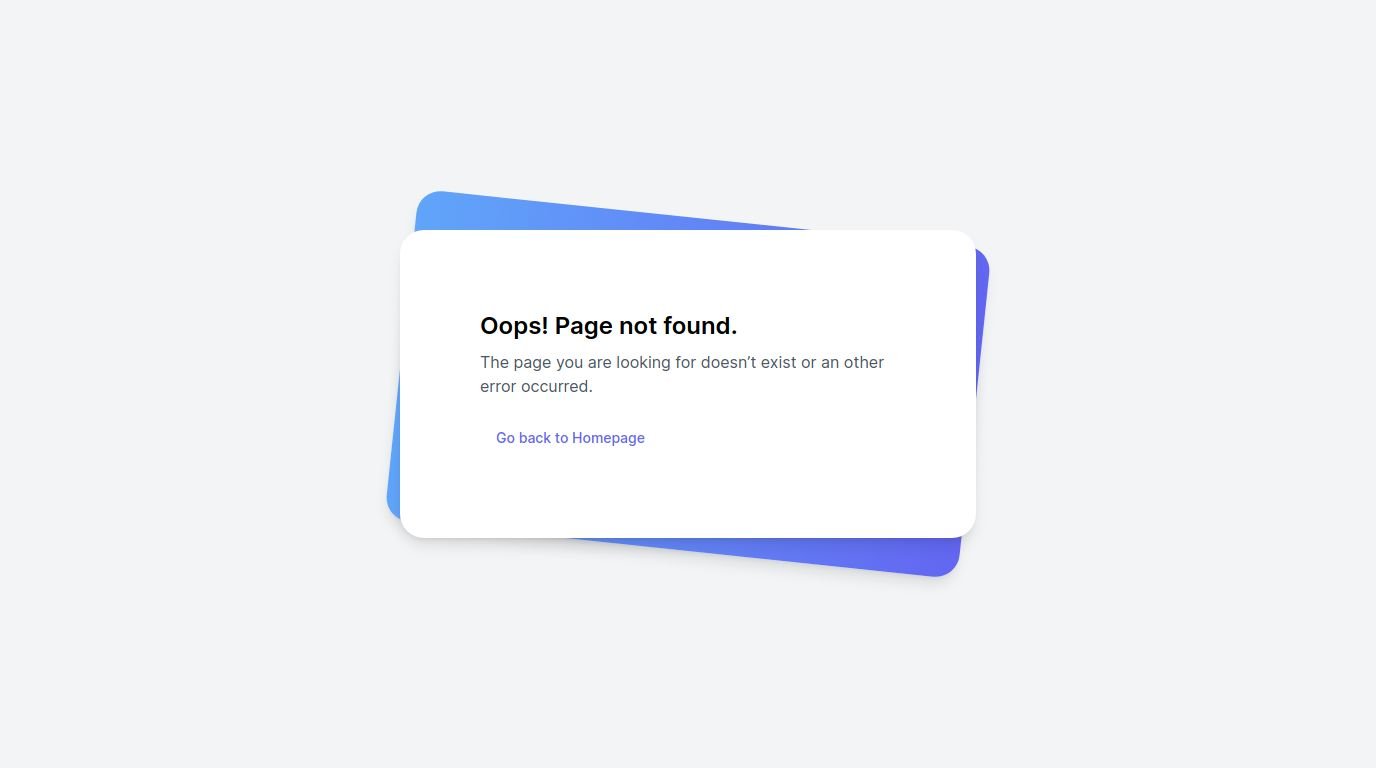 Oops! Page not found.
The page you are looking for doesn’t exist or an other
error occurred.
Go back to Homepage